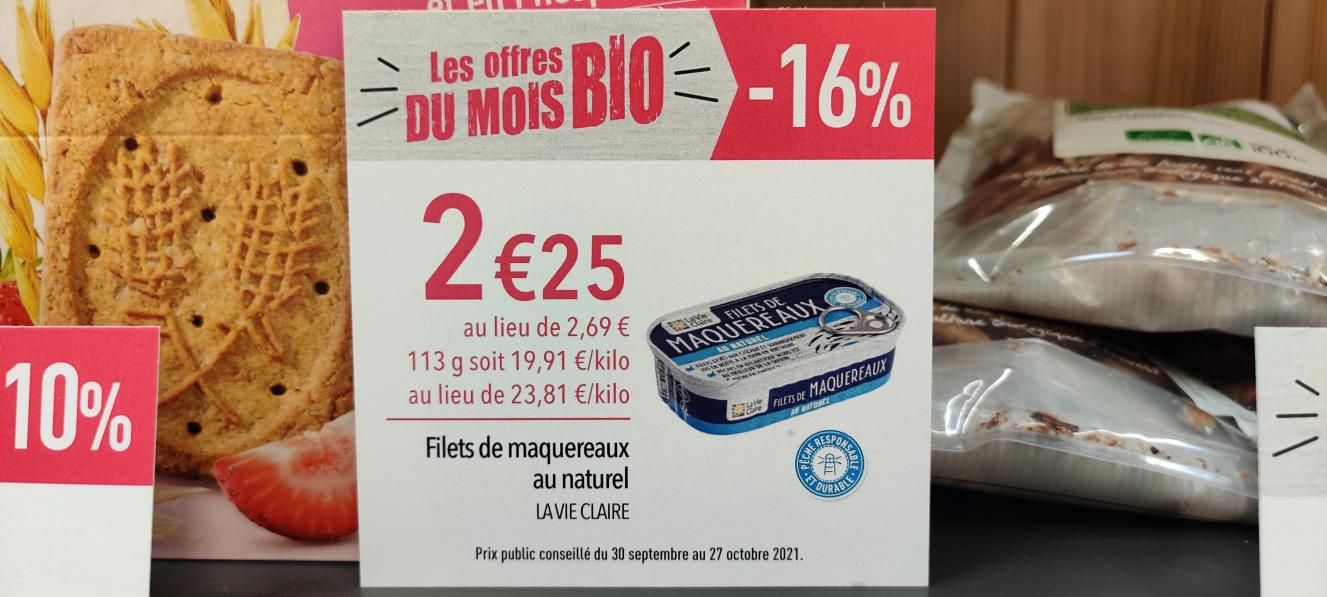 Les offres
DU MOIS BIO
-16%
2€25
au lieu de 2,69 €
113 g soit 19,91 €/kilo
au lieu de 23,81 €/kilo
Filets de maquereaux
au naturel
LA VIE CLAIRE
La Vie
Claire
FILETS DE
MAQUEREAUX
AU NATUREL
La Vie
Claire
FILETS DE MAQUEREAUX
AU NATUREL
PÊCHE RESPONSABLE
ET DURABLE
Prix public conseillé du 30 septembre au 27 octobre 2021.
10%